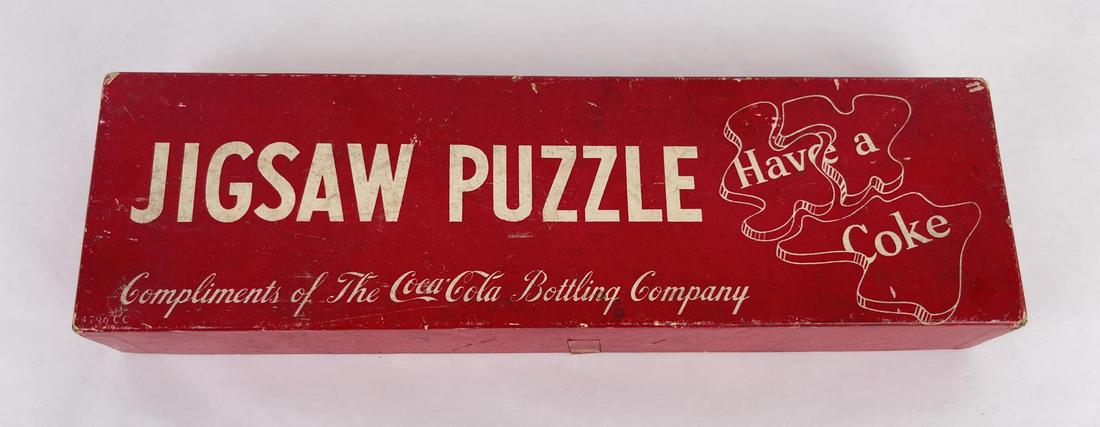 JIGSAW PUZZLE
Have a
Coke
Compliments of The Coca-Cola Bottling Company